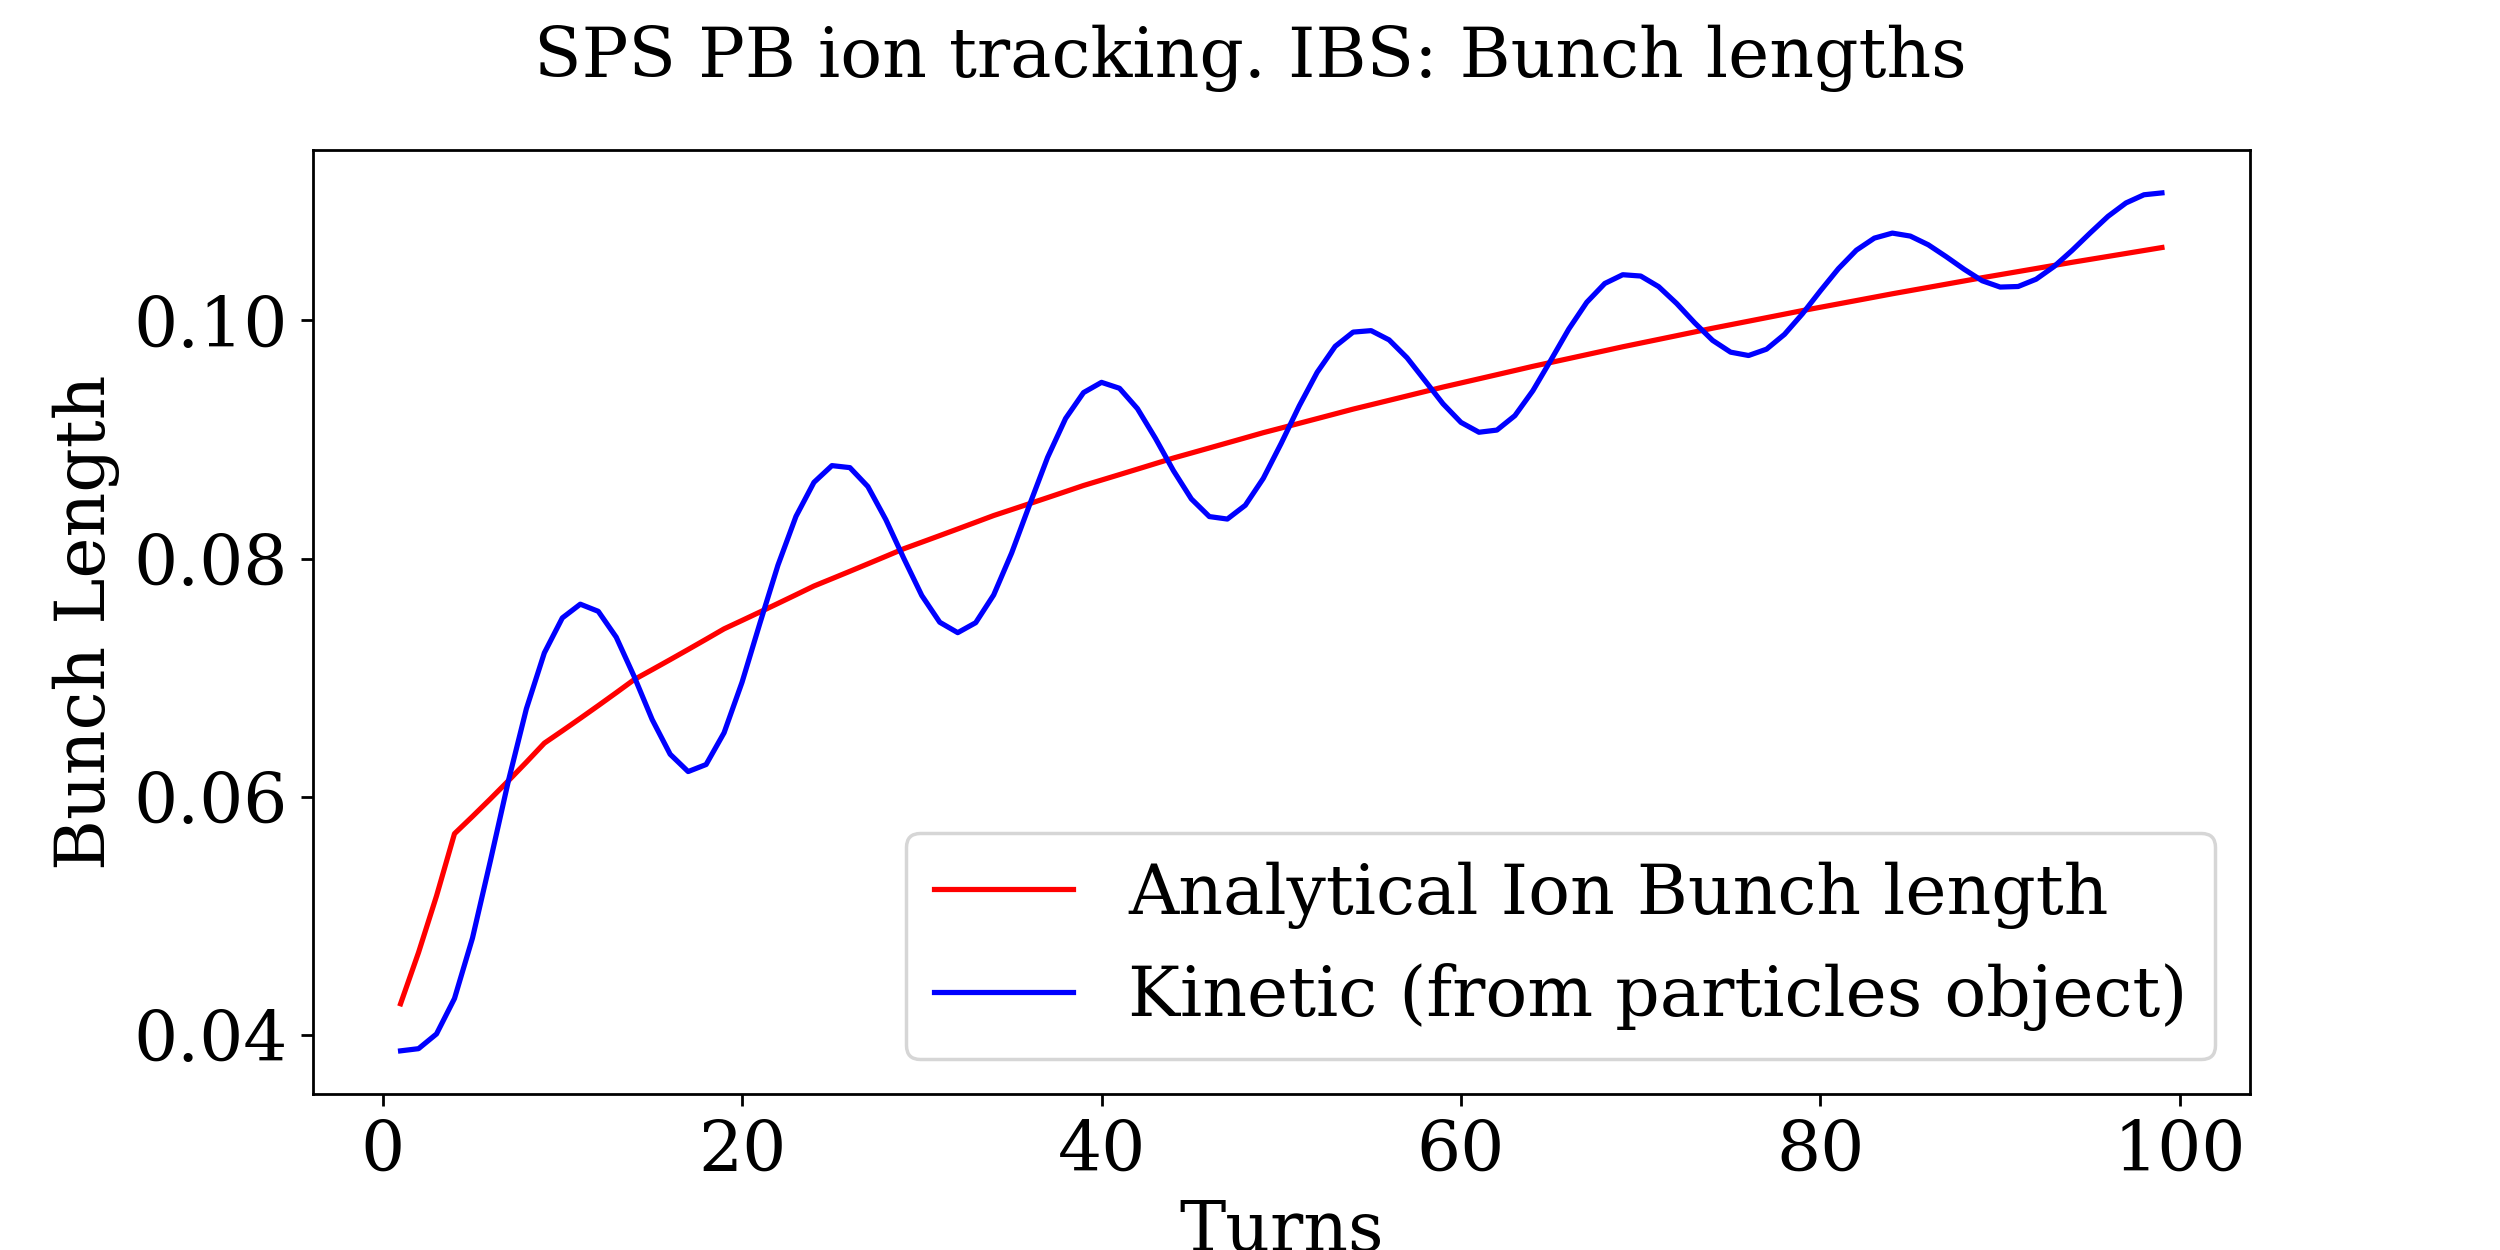 SPS PB ion tracking. IBS: Bunch lengths
0.10
0.08
0.06
0.04
Bunch Length
Analytical Ion Bunch length
Kinetic (from particles object)
0 20 40 60 80 100
Turns